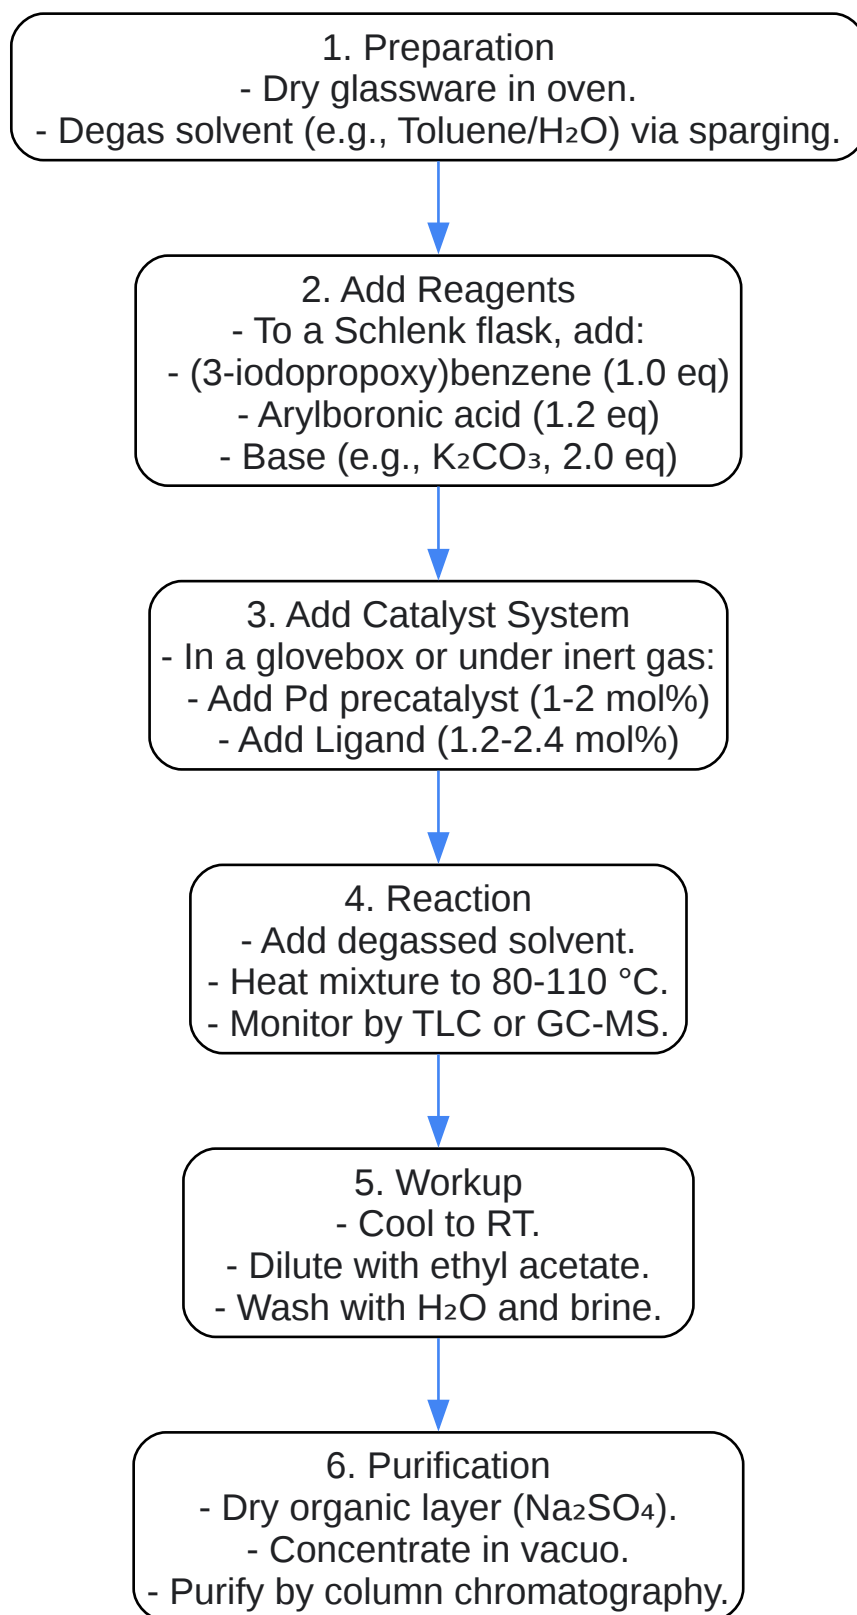 1. Preparation
- Dry glassware in oven.
- Degas solvent (e.g., Toluene/H₂O) via sparging.
2. Add Reagents
- To a Schlenk flask, add:
- (3-iodopropoxy)benzene (1.0 eq)
- Arylboronic acid (1.2 eq)
- Base (e.g., K₂CO₃, 2.0 eq)
3. Add Catalyst System
- In a glovebox or under inert gas:
- Add Pd precatalyst (1-2 mol%)
- Add Ligand (1.2-2.4 mol%)
4. Reaction
- Add degassed solvent.
- Heat mixture to 80-110 °C.
- Monitor by TLC or GC-MS.
5. Workup
- Cool to RT.
- Dilute with ethyl acetate.
- Wash with H₂O and brine.
6. Purification
- Dry organic layer (Na₂SO₄).
- Concentrate in vacuo.
- Purify by column chromatography.